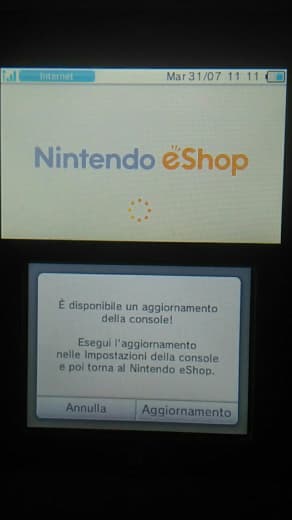 Internet Mar 31/07 11 11
Nintendo eShop
È disponibile un aggiornamento
della console!
Esegui l'aggiornamento
nelle Impostazioni della console
e poi torna al Nintendo eShop.
Annulla Aggiornamento